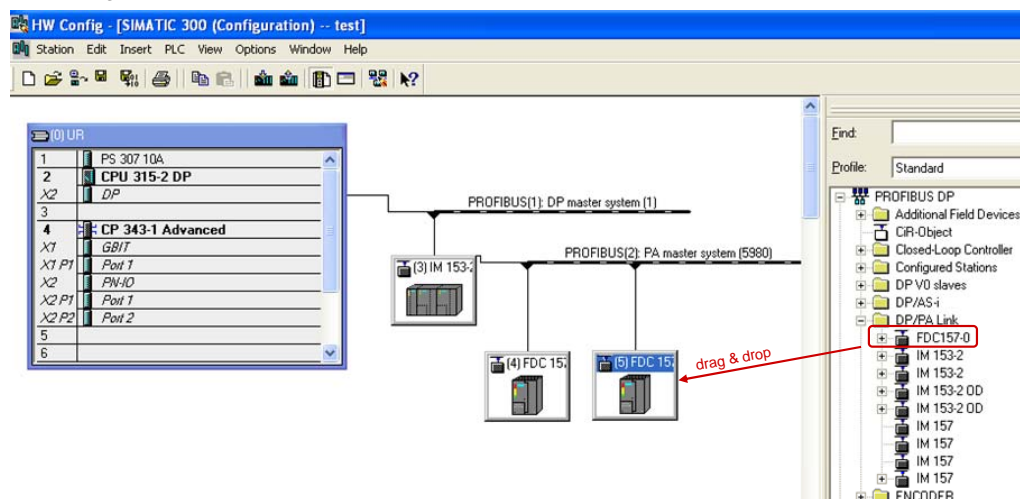 HW Config - [SIMATIC 300 (Configuration) -- test]
Station Edit Insert PLC View Options Window Help
(0) UR
1 PS 307 10A
2 CPU 315-2 DP
X2 DP
3
4 CP 343-1 Advanced
X1 GBIT
X1 P1 Port 1
X2 PN-IO
X2 P1 Port 1
X2 P2 Port 2
5
6
PROFIBUS(1): DP master system (1)
PROFIBUS(2): PA master system (5980)
(3) IM 153-2
(4) FDC 157
(5) FDC 157
drag & drop
Find:
Profile: Standard
PROFIBUS DP
Additional Field Devices
CiR-Object
Closed-Loop Controller
Configured Stations
DP V0 slaves
DP/AS-i
DP/PA Link
FDC157-0
IM 153-2
IM 153-2
IM 153-2 OD
IM 153-2 OD
IM 157
IM 157
IM 157
IM 157
ENCODER